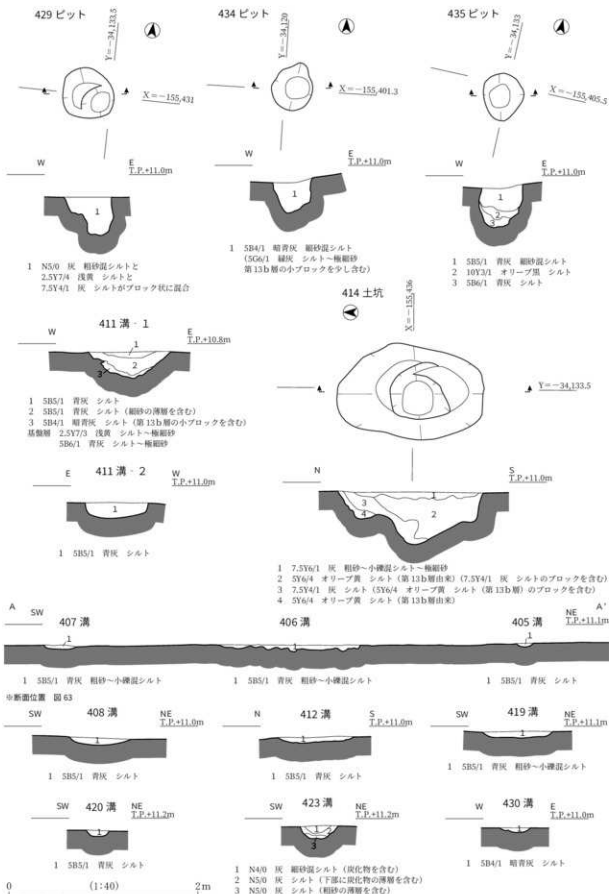 429 ピット
Y=−34,133.5
X=−155,431
W E
T.P.+11.0m
1
1 N5/0 灰 粗砂混シルトと
2.5Y7/4 浅黄 シルトと
7.5Y4/1 灰 シルトがブロック状に混合
434 ピット
Y=−34,120
X=−155,401.3
W E
T.P.+11.0m
1
1 5B4/1 暗青灰 細砂混シルト
(5G6/1 緑灰 シルト～極細砂
第13b層の小ブロックを少し含む)
435 ピット
Y=−34,133
X=−155,405.5
W E
T.P.+11.0m
1
2
3
1 5B5/1 青灰 細砂混シルト
2 10Y3/1 オリーブ黒 シルト
3 5B6/1 青灰 シルト
411 溝‐1
W E
T.P.+10.8m
1
2
3
1 5B5/1 青灰 シルト
2 5B5/1 青灰 シルト(細砂の薄層を含む)
3 5B4/1 暗青灰 シルト(第13b層の小ブロックを含む)
基盤層 2.5Y7/3 浅黄 シルト～極細砂
5B6/1 青灰 シルト～極細砂
411 溝‐2
E W
T.P.+11.0m
1
1 5B5/1 青灰 シルト
414 土坑
X=−155,436
Y=−34,133.5
N S
T.P.+11.0m
1
3
2
4
1 7.5Y6/1 灰 粗砂～小礫混シルト～極細砂
2 5Y6/4 オリーブ黄 シルト(第13b層由来)(7.5Y4/1 灰 シルトのブロックを含む)
3 7.5Y4/1 灰 シルト(5Y6/4 オリーブ黄 シルト(第13b層)のブロックを含む)
4 5Y6/4 オリーブ黄 シルト(第13b層由来)
A A'
SW NE
T.P.+11.1m
407 溝 406 溝 405 溝
1 1 1
1 5B5/1 青灰 粗砂～小礫混シルト
1 5B5/1 青灰 粗砂～小礫混シルト
1 5B5/1 青灰 シルト
※断面位置 図63
408 溝
SW NE
T.P.+11.0m
1
1 5B5/1 青灰 シルト
412 溝
N S
T.P.+11.0m
1
1 5B5/1 青灰 シルト
419 溝
SW NE
T.P.+11.1m
1
1 5B5/1 青灰 粗砂～小礫混シルト
420 溝
SW NE
T.P.+11.2m
1
1 5B5/1 青灰 シルト
423 溝
SW NE
T.P.+11.2m
1
2
3
1 N4/0 灰 細砂混シルト(炭化物を含む)
2 N5/0 灰 シルト(下部に炭化物の薄層を含む)
3 N5/0 灰 シルト(粗砂の薄層を含む)
430 溝
W E
T.P.+11.0m
1
1 5B4/1 暗青灰 シルト
0 (1:40) 2m